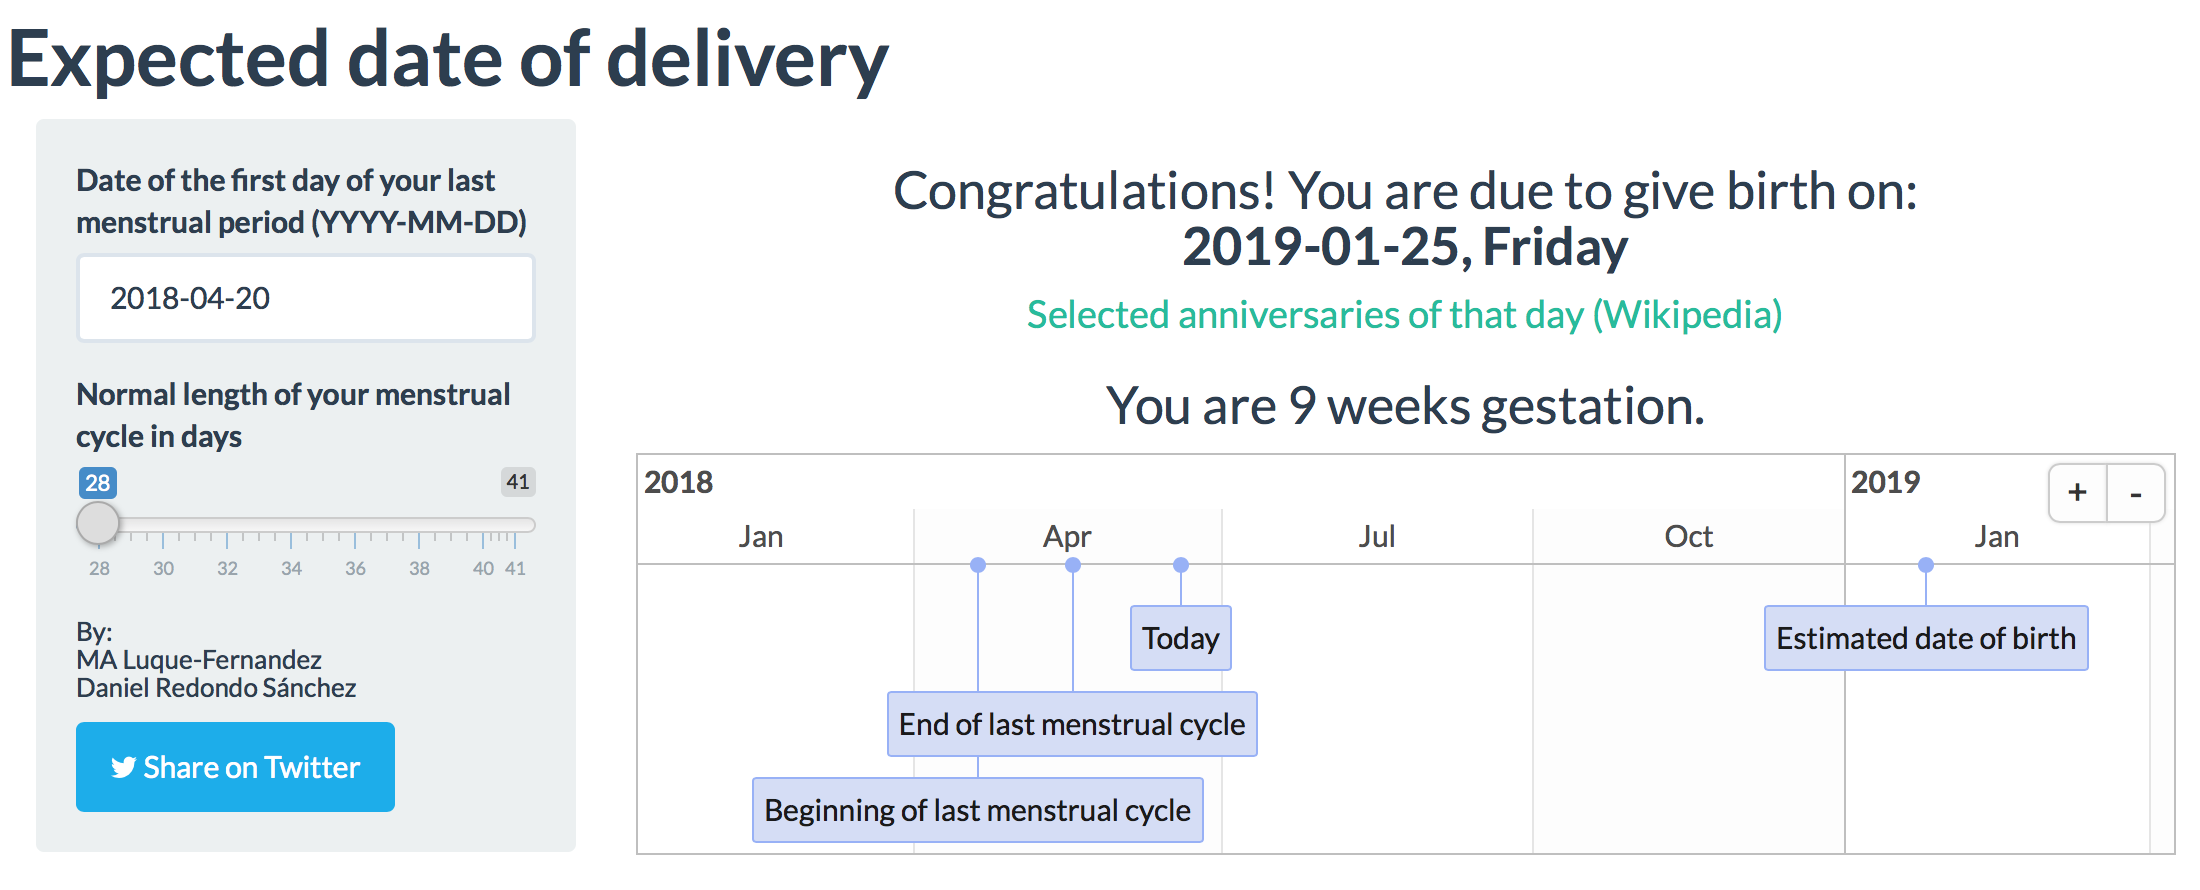 Expected date of delivery
Date of the first day of your last
menstrual period (YYYY-MM-DD)
2018-04-20
Normal length of your menstrual
cycle in days
28
41
28 30 32 34 36 38 40 41
By:
MA Luque-Fernandez
Daniel Redondo Sánchez
Share on Twitter
Congratulations! You are due to give birth on:
2019-01-25, Friday
Selected anniversaries of that day (Wikipedia)
You are 9 weeks gestation.
2018 2019
+ -
Jan Apr Jul Oct Jan
Today
Estimated date of birth
End of last menstrual cycle
Beginning of last menstrual cycle